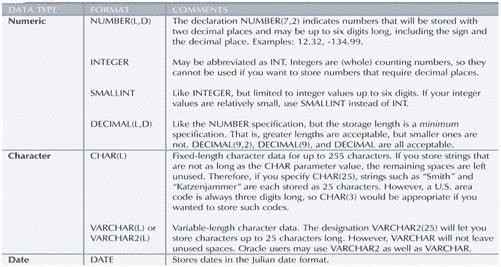 DATA TYPE FORMAT COMMENTS
Numeric NUMBER(L,D) The declaration NUMBER(7,2) indicates numbers that will be stored with
two decimal places and may be up to six digits long, including the sign and
the decimal place. Examples: 12.32, -134.99.
INTEGER May be abbreviated as INT. Integers are (whole) counting numbers, so they
cannot be used if you want to store numbers that require decimal places.
SMALLINT Like INTEGER, but limited to integer values up to six digits. If your integer
values are relatively small, use SMALLINT instead of INT.
DECIMAL(L,D) Like the NUMBER specification, but the storage length is a minimum
specification. That is, greater lengths are acceptable, but smaller ones are
not. DECIMAL(9,2), DECIMAL(9), and DECIMAL are all acceptable.
Character CHAR(L) Fixed-length character data for up to 255 characters. If you store strings
that are not as long as the CHAR parameter value, the remaining spaces are left
unused. Therefore, if you specify CHAR(25), strings such as "Smith" and
"Katzenjammer" are each stored as 25 characters. However, a U.S. area
code is always three digits long, so CHAR(3) would be appropriate if you
wanted to store such codes.
VARCHAR(L) or Variable-length character data. The designation VARCHAR2(25) will let you
VARCHAR2(L) store characters up to 25 characters long. However, VARCHAR will not leave
unused spaces. Oracle users may use VARCHAR2 as well as VARCHAR.
Date DATE Stores dates in the Julian date format.